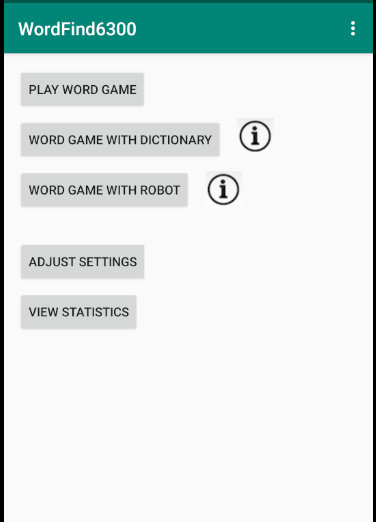 WordFind6300
PLAY WORD GAME
WORD GAME WITH DICTIONARY
WORD GAME WITH ROBOT
ADJUST SETTINGS
VIEW STATISTICS